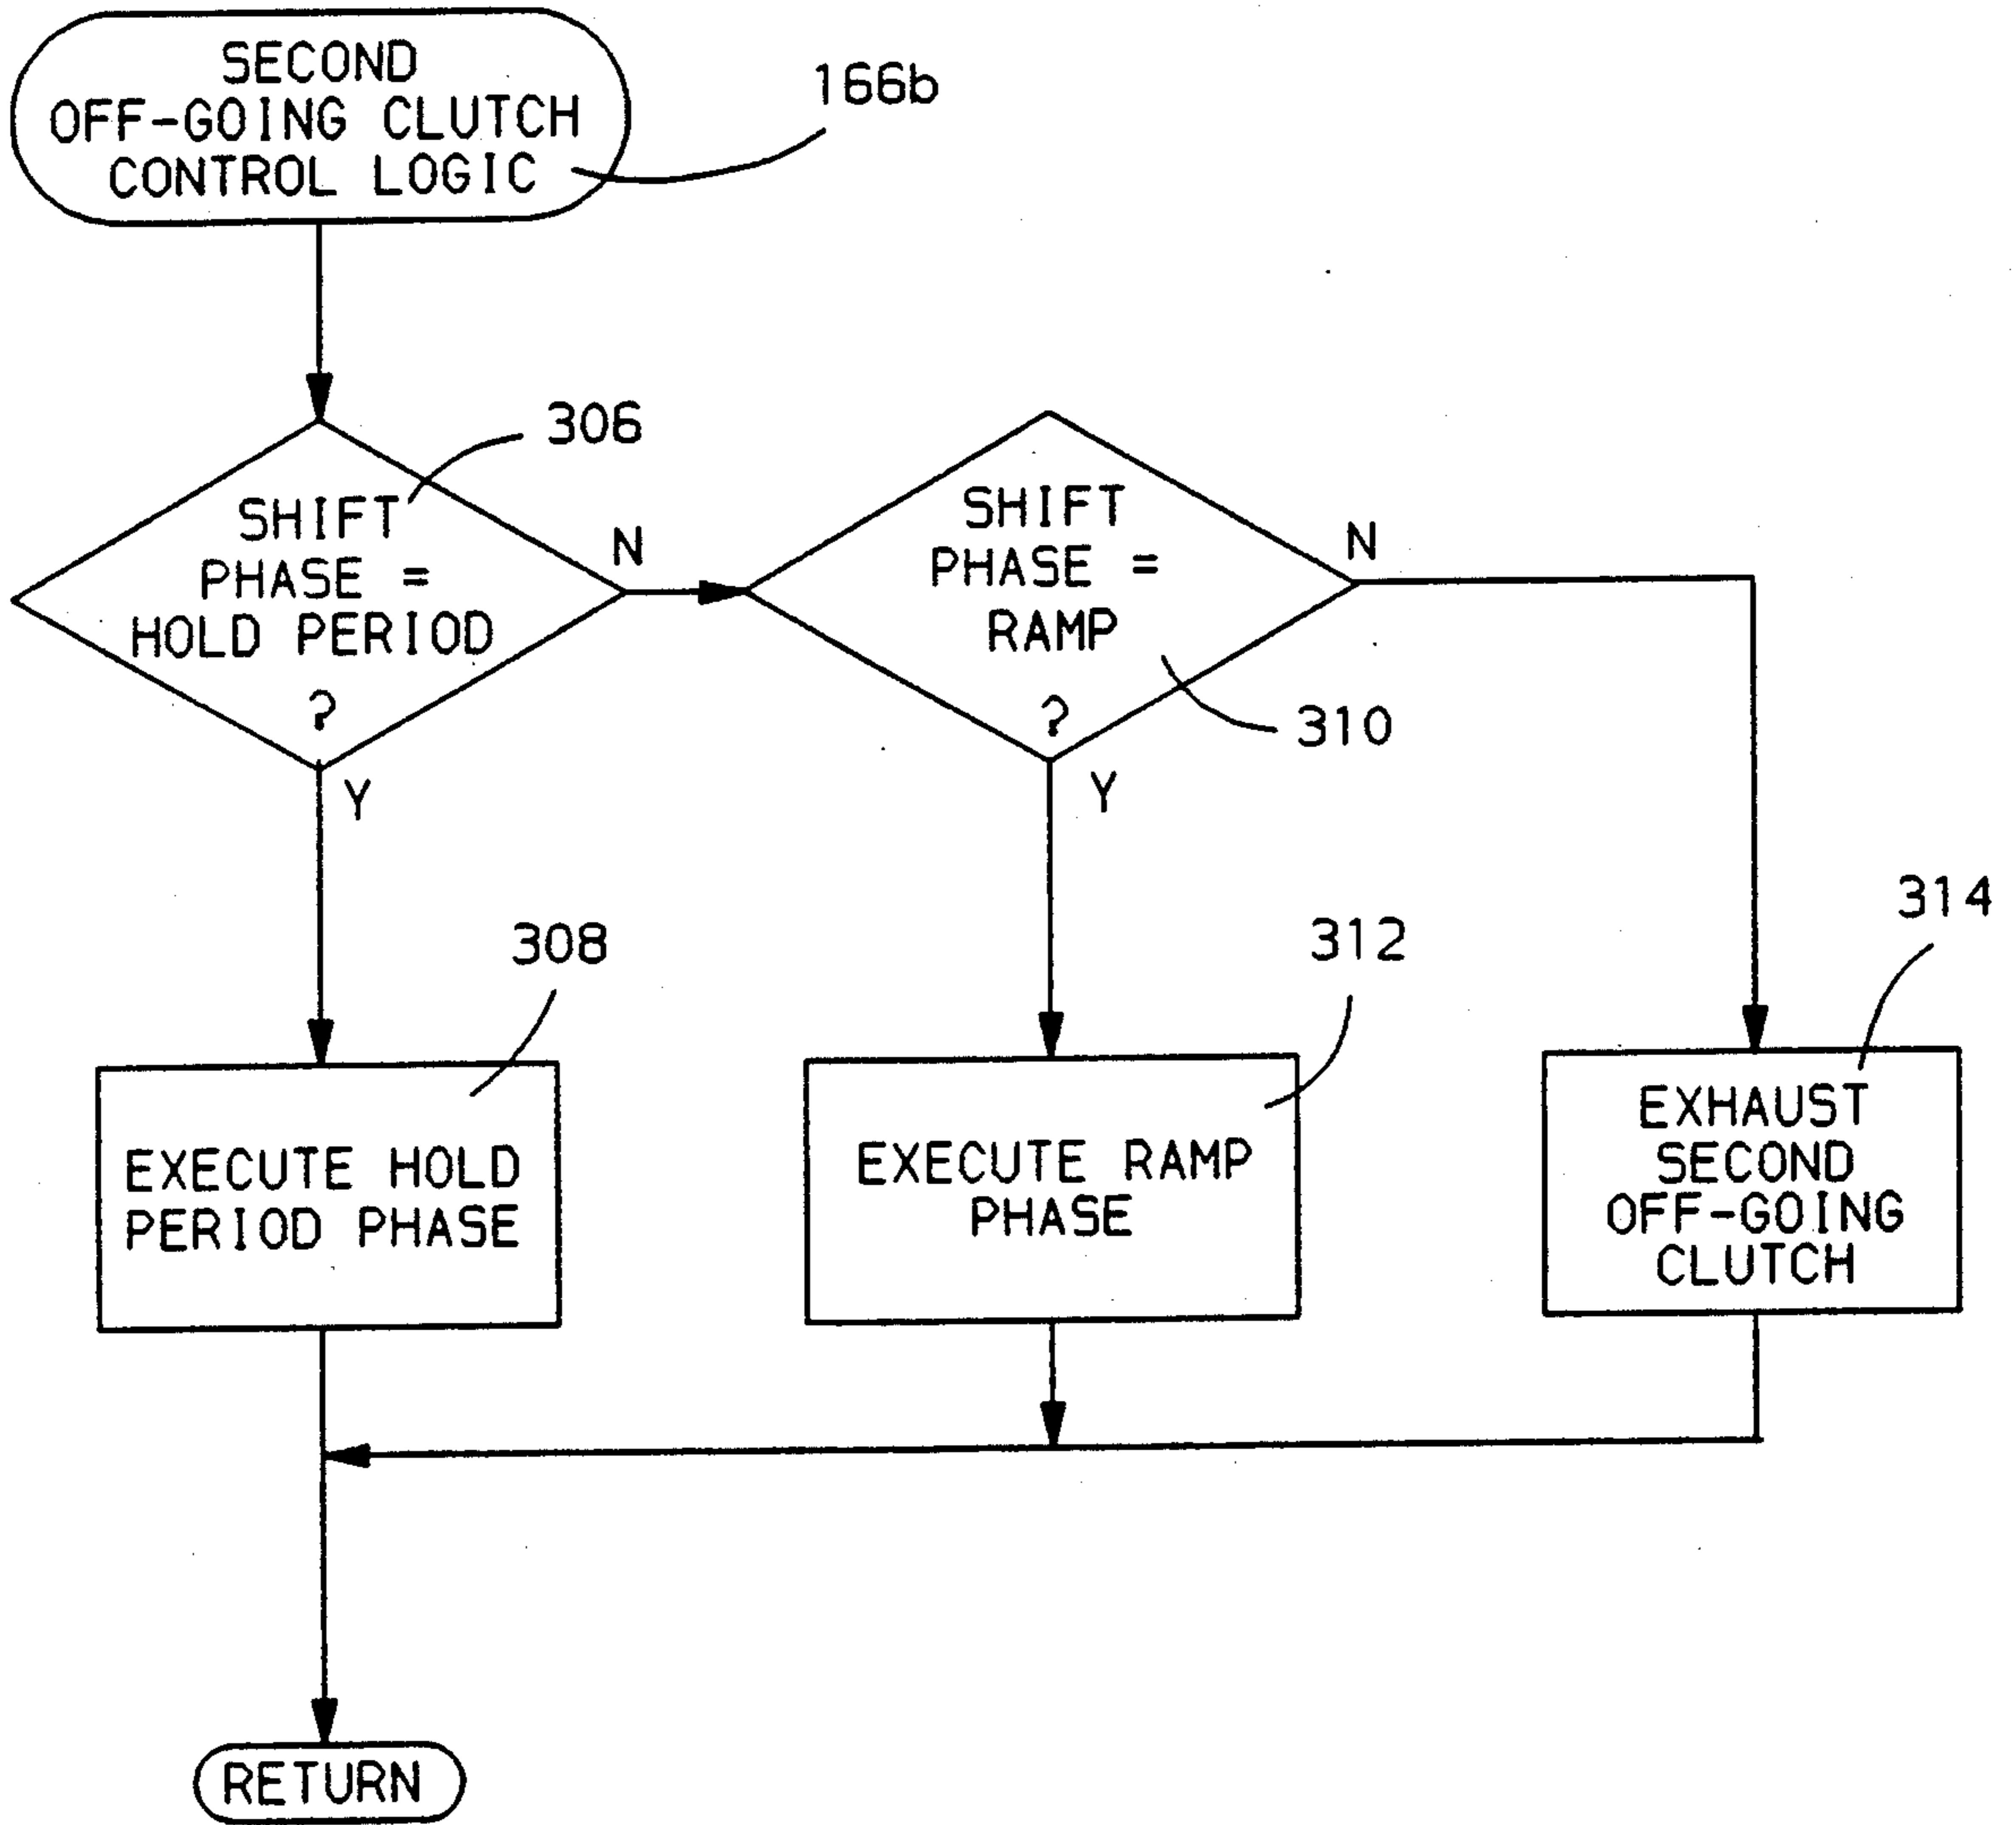 SECOND
OFF-GOING CLUTCH
CONTROL LOGIC
166b
306
SHIFT
PHASE =
HOLD PERIOD
?
N
Y
SHIFT
PHASE =
RAMP
?
N
310
Y
308
312
314
EXECUTE HOLD
PERIOD PHASE
EXECUTE RAMP
PHASE
EXHAUST
SECOND
OFF-GOING
CLUTCH
RETURN